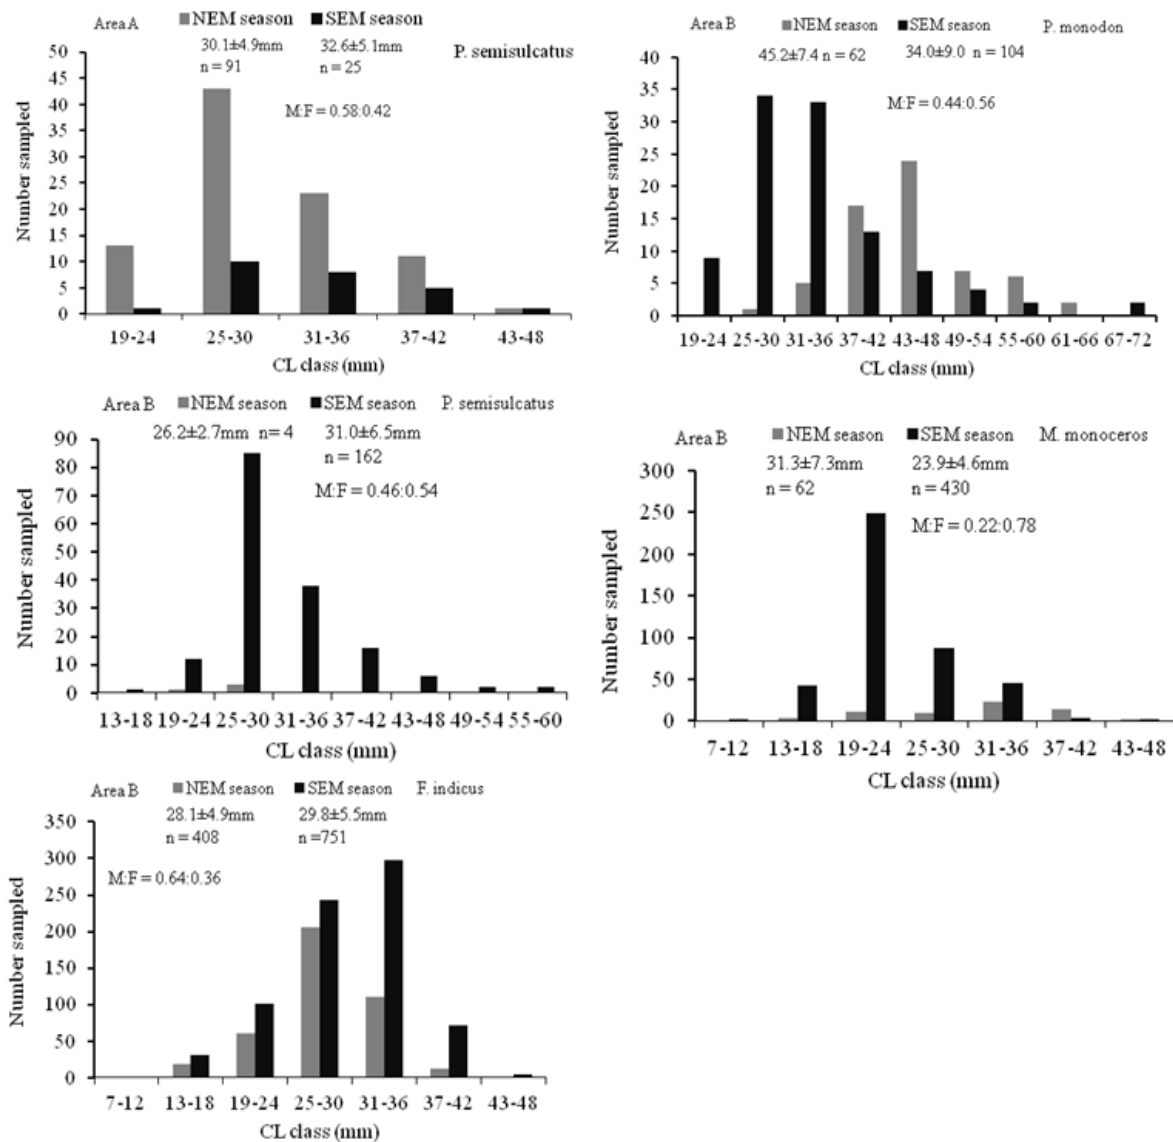 Area A NEM season SEM season
30.1±4.9mm 32.6±5.1mm P. semisulcatus
n = 91 n = 25
M:F = 0.58:0.42
Number sampled
50
45
40
35
30
25
20
15
10
5
0
19-24 25-30 31-36 37-42 43-48
CL class (mm)
Area B NEM season SEM season P. monodon
45.2±7.4 n = 62 34.0±9.0 n = 104
M:F = 0.44:0.56
Number sampled
40
35
30
25
20
15
10
5
0
19-24 25-30 31-36 37-42 43-48 49-54 55-60 61-66 67-72
CL class (mm)
Area B NEM season SEM season P. semisulcatus
26.2±2.7mm n= 4 31.0±6.5mm
n = 162
M:F = 0.46:0.54
Number sampled
90
80
70
60
50
40
30
20
10
0
13-18 19-24 25-30 31-36 37-42 43-48 49-54 55-60
CL class (mm)
Area B NEM season SEM season M. monoceros
31.3±7.3mm 23.9±4.6mm
n = 62 n = 430
M:F = 0.22:0.78
Number sampled
300
250
200
150
100
50
0
7-12 13-18 19-24 25-30 31-36 37-42 43-48
CL class (mm)
Area B NEM season SEM season F. indicus
28.1±4.9mm 29.8±5.5mm
n = 408 n =751
M:F = 0.64:0.36
Number sampled
350
300
250
200
150
100
50
0
7-12 13-18 19-24 25-30 31-36 37-42 43-48
CL class (mm)